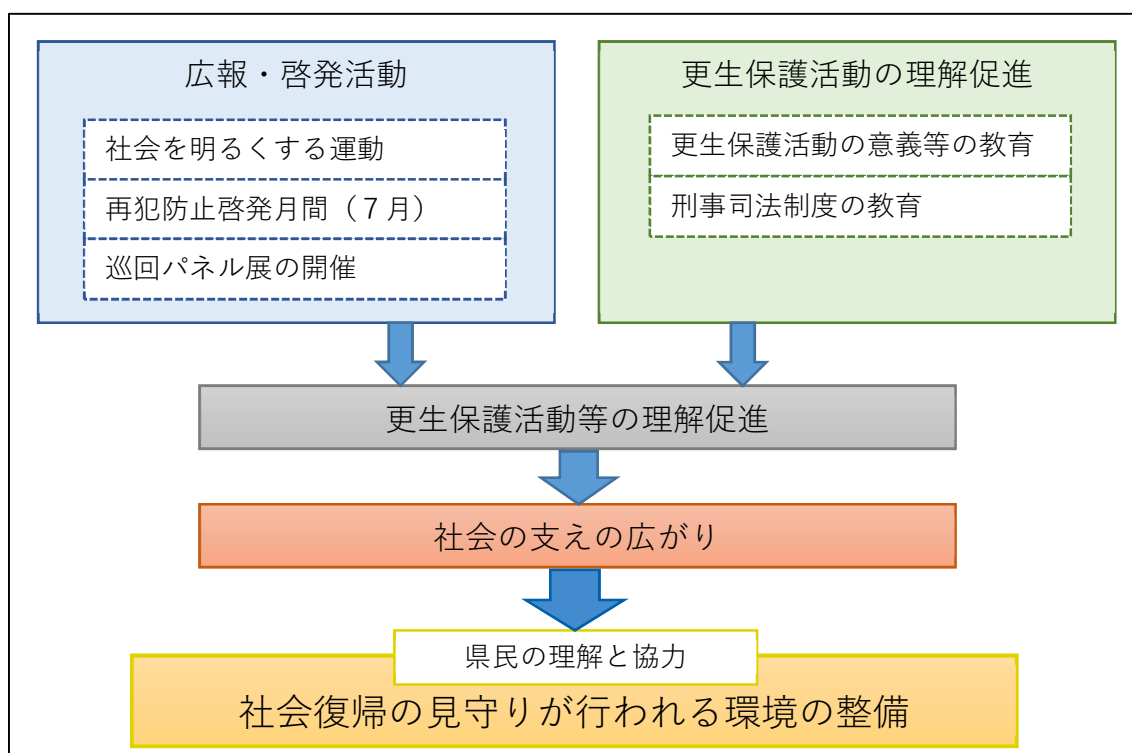 広報・啓発活動
社会を明るくする運動
再犯防止啓発月間（７月）
巡回パネル展の開催
更生保護活動の理解促進
更生保護活動の意義等の教育
刑事司法制度の教育
更生保護活動等の理解促進
社会の支えの広がり
県民の理解と協力
社会復帰の見守りが行われる環境の整備